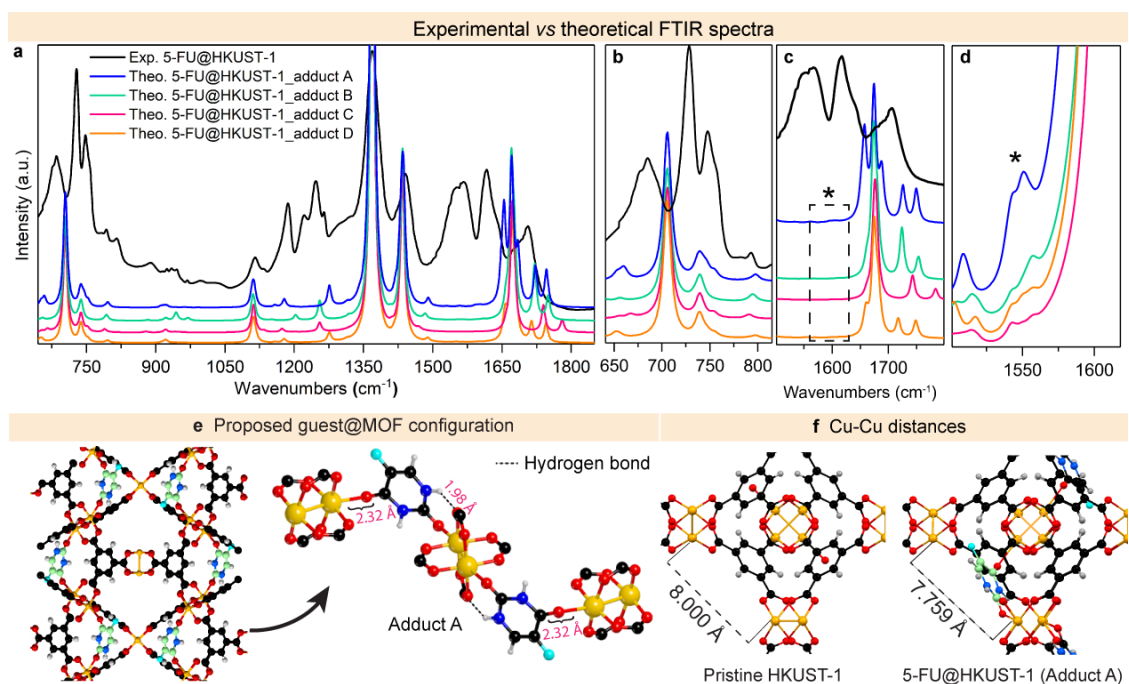 Experimental vs theoretical FTIR spectra
a
Exp. 5-FU@HKUST-1
Theo. 5-FU@HKUST-1_adduct A
Theo. 5-FU@HKUST-1_adduct B
Theo. 5-FU@HKUST-1_adduct C
Theo. 5-FU@HKUST-1_adduct D
Intensity (a.u.)
750 900 1050 1200 1350 1500 1650 1800
Wavenumbers (cm⁻¹)
b
650 700 750 800
c
*
1600 1700
Wavenumbers (cm⁻¹)
d
*
1550 1600
e Proposed guest@MOF configuration
Hydrogen bond
1.98 Å
2.32 Å
Adduct A
2.32 Å
f Cu-Cu distances
8.000 Å
Pristine HKUST-1
7.759 Å
5-FU@HKUST-1 (Adduct A)